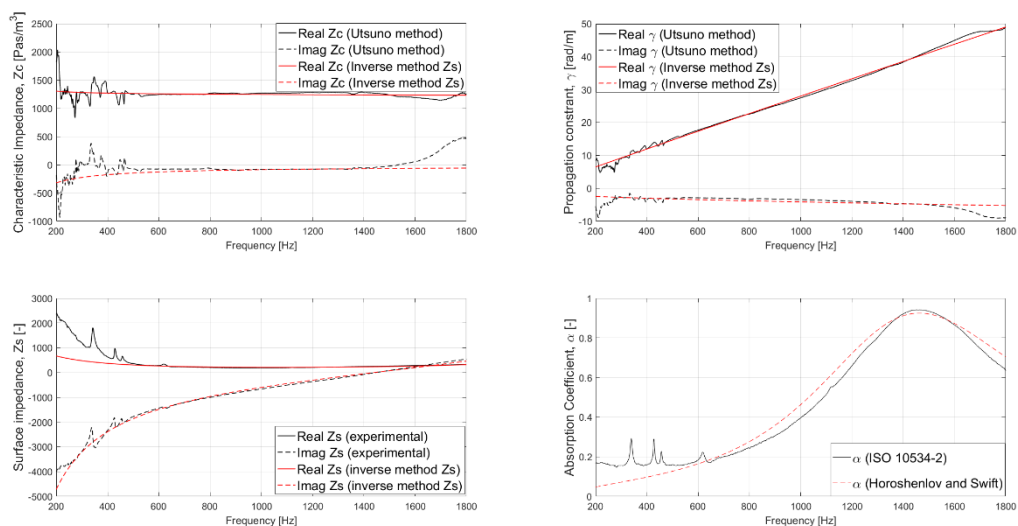 Characteristic Impedance, Zc [Pas/m³]
2500
2000
1500
1000
500
0
-500
-1000
Real Zc (Utsuno method)
Imag Zc (Utsuno method)
Real Zc (Inverse method Zs)
Imag Zc (Inverse method Zs)
200 400 600 800 1000 1200 1400 1600 1800
Frequency [Hz]
Propagation constrant, γ [rad/m]
50
40
30
20
10
0
-10
Real γ (Utsuno method)
Imag γ (Utsuno method)
Real γ (Inverse method Zs)
Imag γ (Inverse method Zs)
200 400 600 800 1000 1200 1400 1600 1800
Frequency [Hz]
Surface impedance, Zs [-]
3000
2000
1000
0
-1000
-2000
-3000
-4000
-5000
Real Zs (experimental)
Imag Zs (experimental)
Real Zs (inverse method Zs)
Imag Zs (inverse method Zs)
200 400 600 800 1000 1200 1400 1600 1800
Frequency [Hz]
Absorption Coefficient, α [-]
1
0.8
0.6
0.4
0.2
0
α (ISO 10534-2)
α (Horoshenlov and Swift)
200 400 600 800 1000 1200 1400 1600 1800
Frequency [Hz]